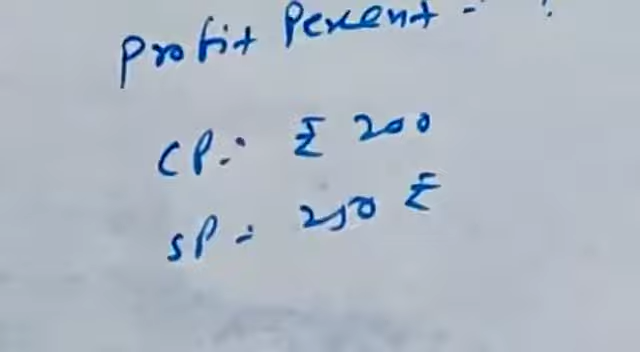 Profit Percent - ?
CP = ₹ 200
SP = 250 ₹